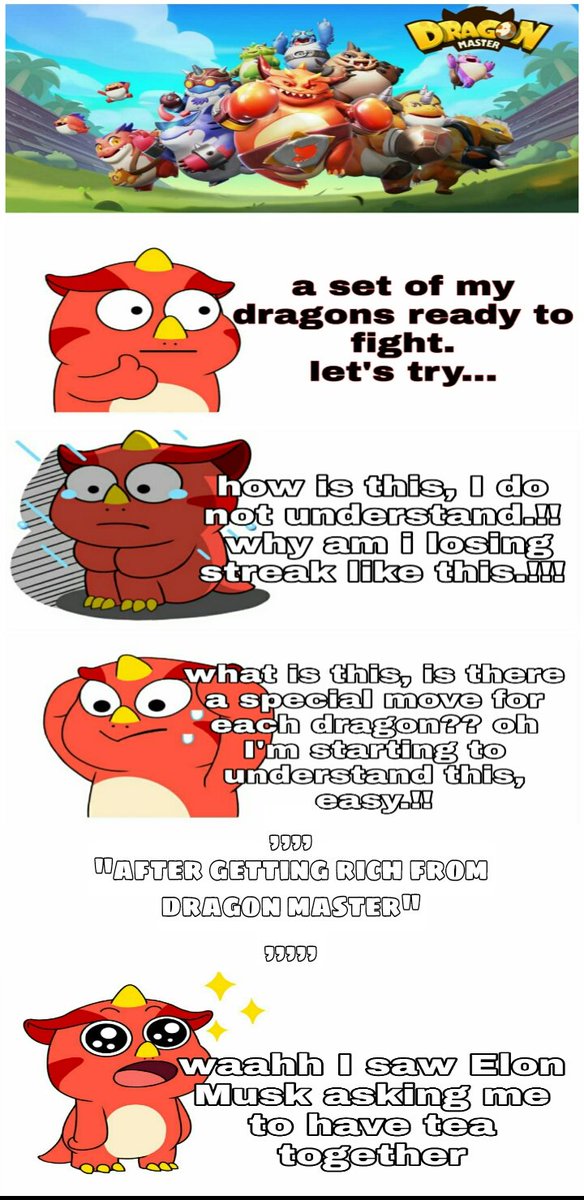 DRAGON
MASTER
a set of my
dragons ready to
fight.
let's try...
how is this, I do
not understand.!!
why am i losing
streak like this.!!!
what is this, is there
a special move for
each dragon?? oh
I'm starting to
understand this,
easy.!!
,,,,
"AFTER GETTING RICH FROM
DRAGON MASTER"
,,,,,
waahh I saw Elon
Musk asking me
to have tea
together